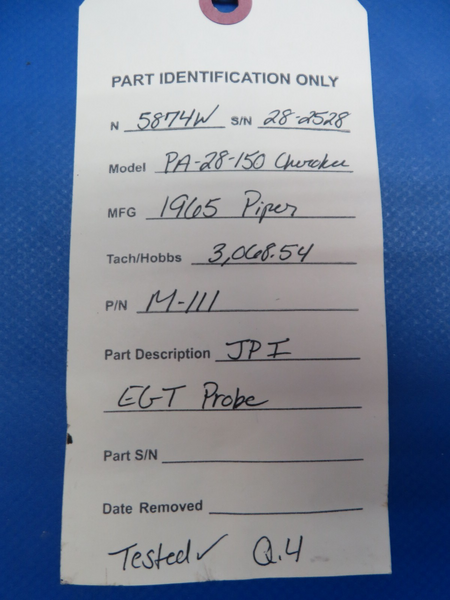 PART IDENTIFICATION ONLY
N 5874W S/N 28-2528
Model PA-28-150 Cherokee
MFG 1965 Piper
Tach/Hobbs 3,068.54
P/N M-111
Part Description JPI
EGT Probe
Part S/N
Date Removed
Tested✓ Q.4